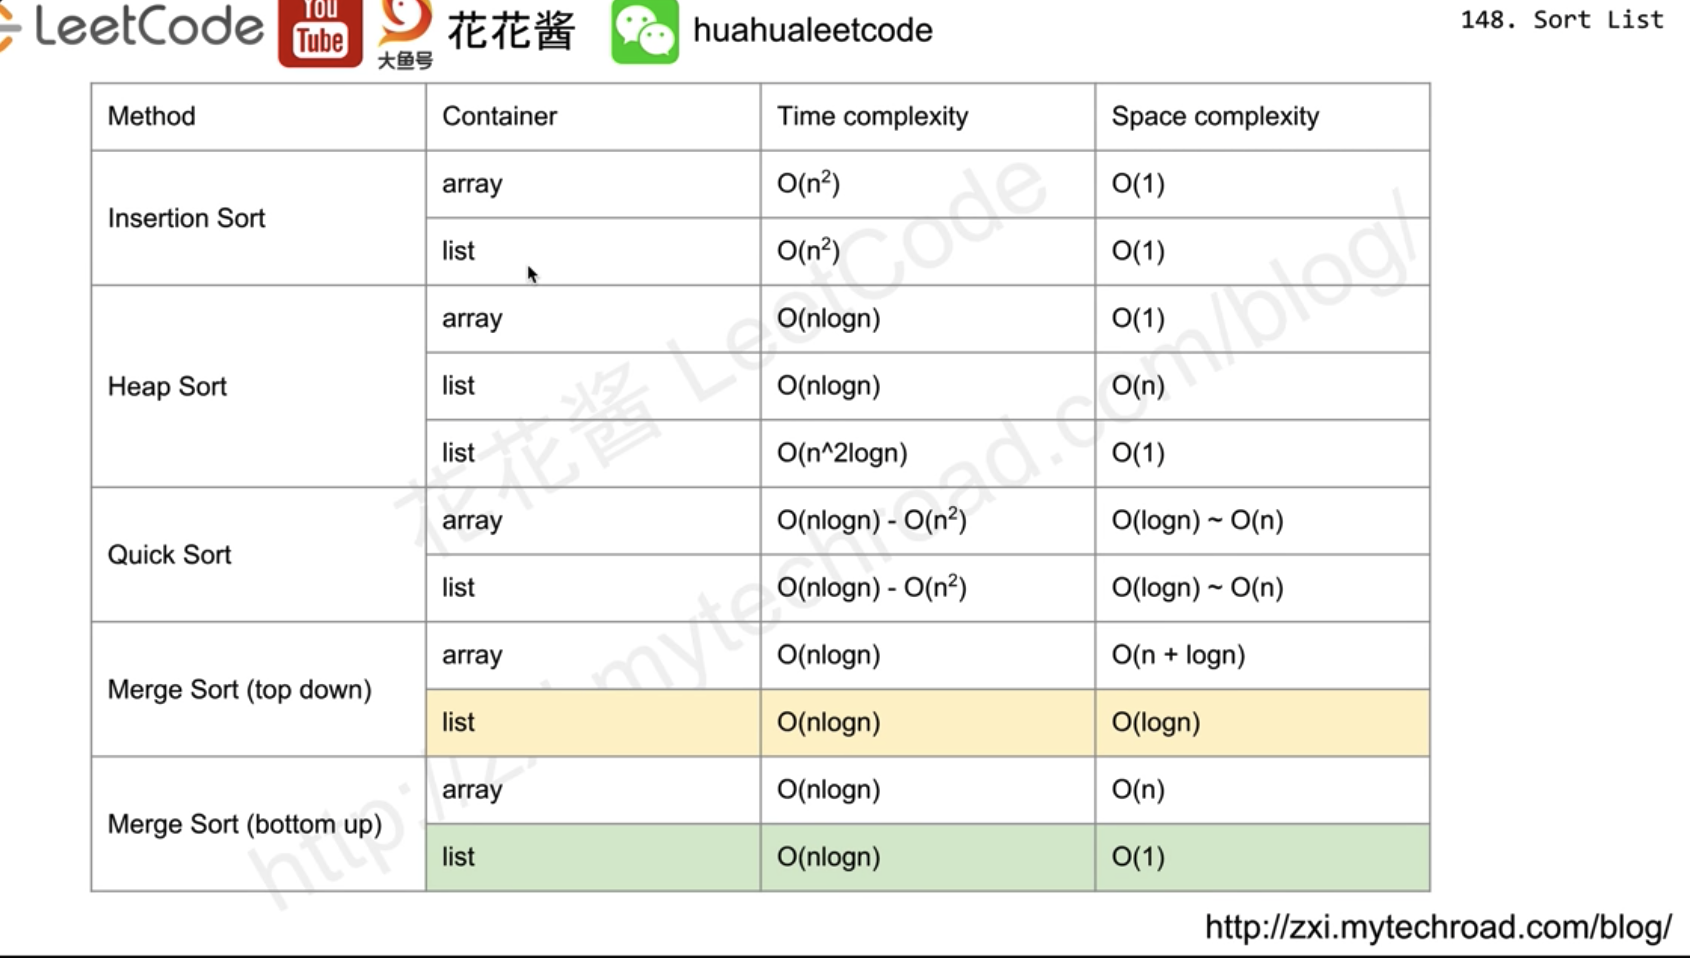 LeetCode You Tube 大鱼号 花花酱 huahualeetcode 148. Sort List
Method Container Time complexity Space complexity
Insertion Sort
array O(n²) O(1)
list O(n²) O(1)
Heap Sort
array O(nlogn) O(1)
list O(nlogn) O(n)
list O(n^2logn) O(1)
Quick Sort
array O(nlogn) - O(n²) O(logn) ~ O(n)
list O(nlogn) - O(n²) O(logn) ~ O(n)
Merge Sort (top down)
array O(nlogn) O(n + logn)
list O(nlogn) O(logn)
Merge Sort (bottom up)
array O(nlogn) O(n)
list O(nlogn) O(1)
花花酱 LeetCode
http://zxi.mytechroad.com/blog/
http://zxi.mytechroad.com/blog/